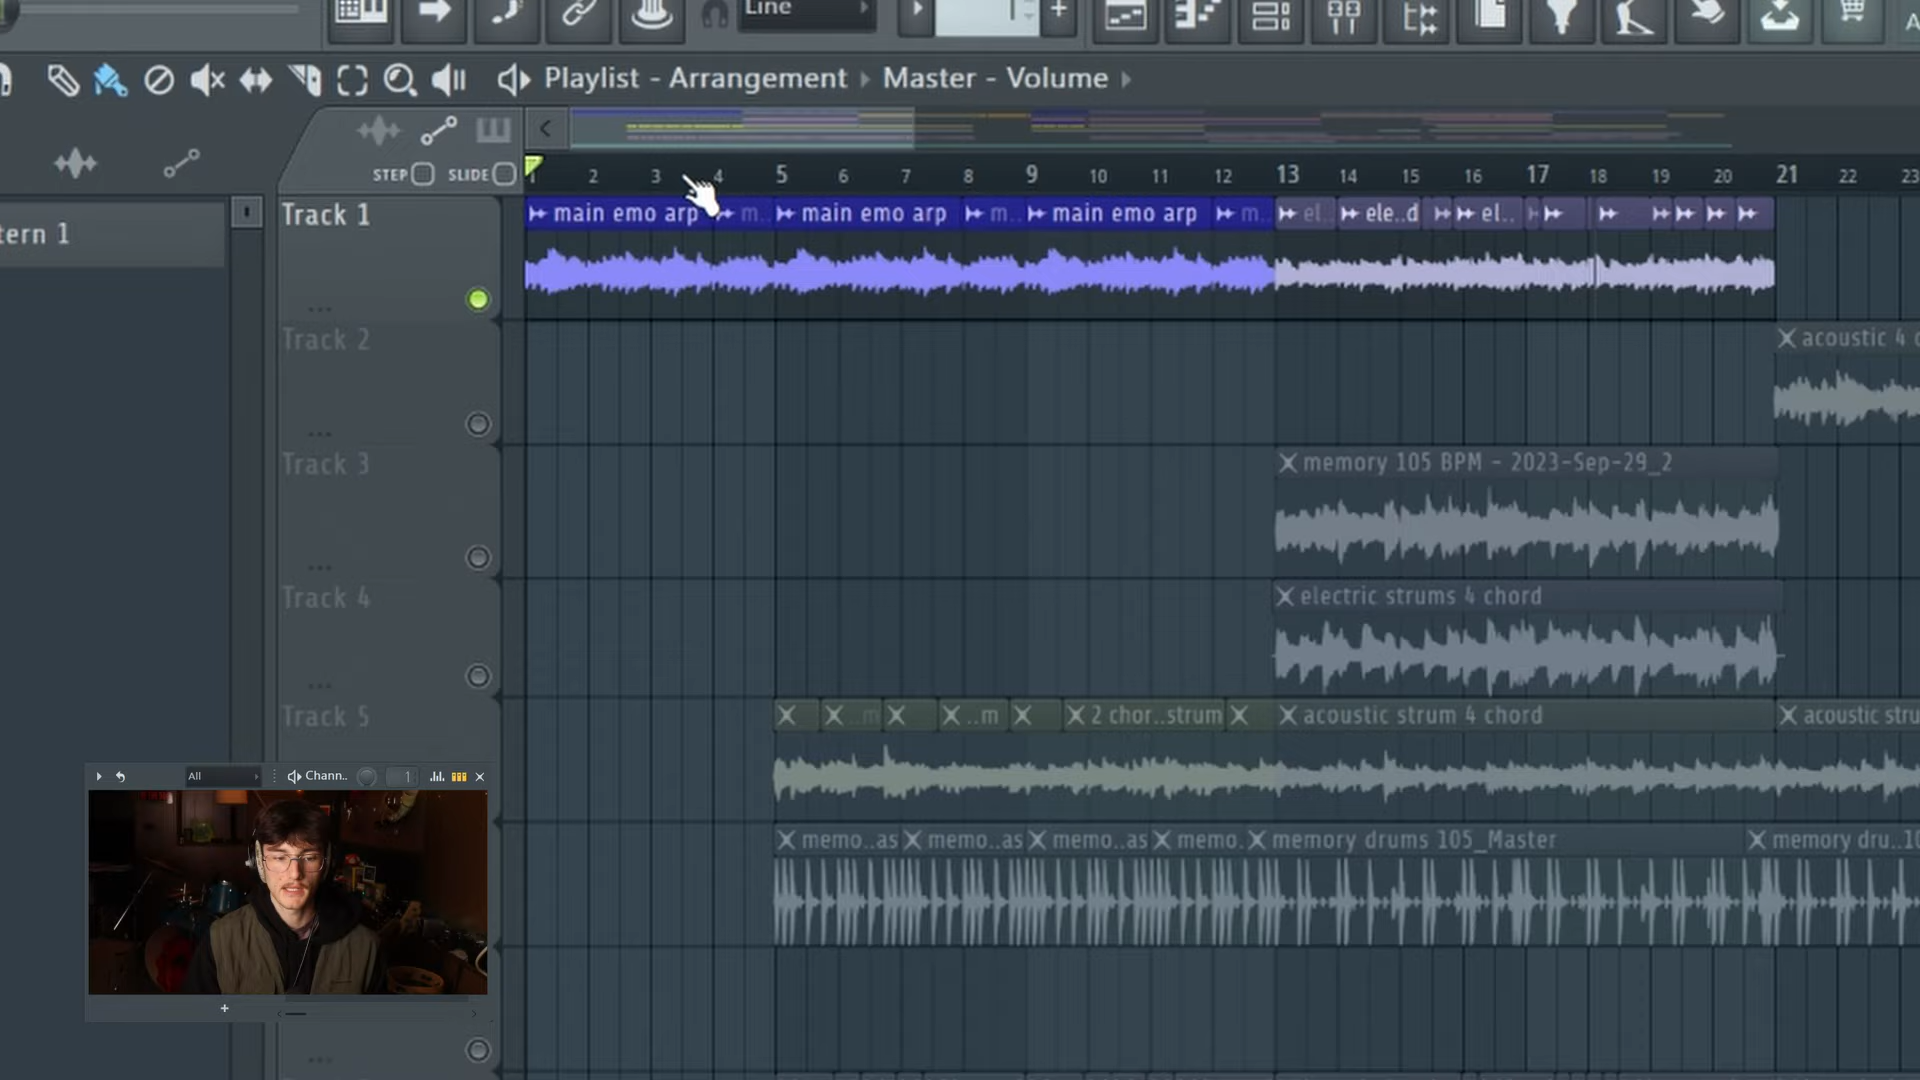 Line
+
A
Playlist - Arrangement Master - Volume
STEP SLIDE
1 2 3 4 5 6 7 8 9 10 11 12 13 14 15 16 17 18 19 20 21 22 23
tern 1
Track 1
main emo arp m.. main emo arp m.. main emo arp m.. el.. ele..d el..
Track 2
acoustic 4 c
Track 3
memory 105 BPM - 2023-Sep-29_2
Track 4
electric strums 4 chord
Track 5
..m ..m 2 chor..strum acoustic strum 4 chord acoustic stru
All Chann.. 1
memo..as memo..as memo..as memo. memory drums 105_Master memory dru..10
+